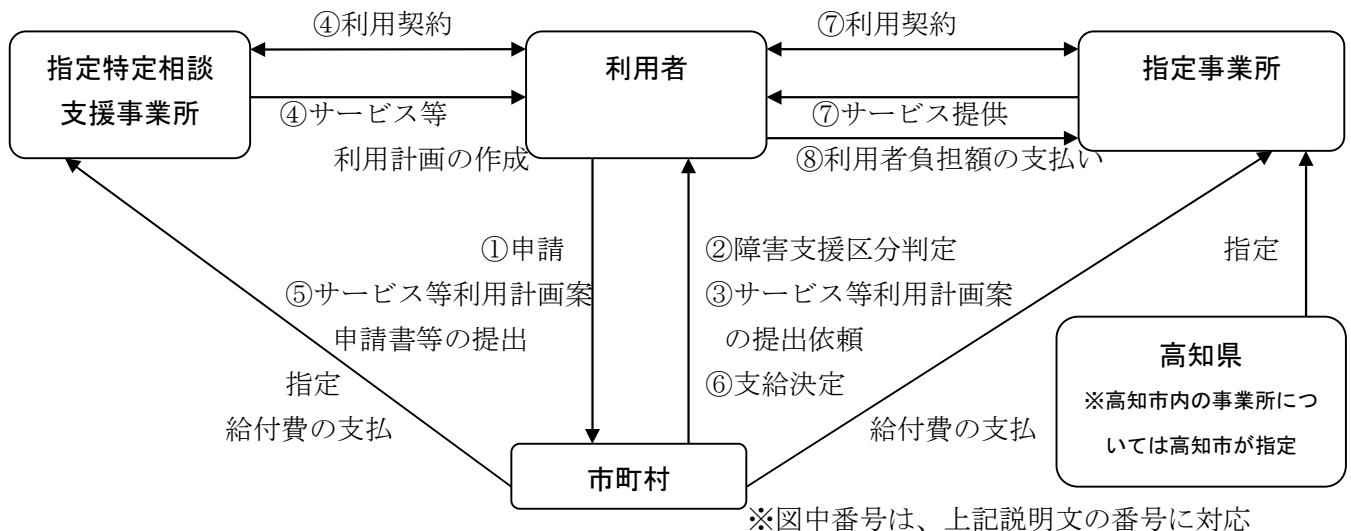 ④利用契約
⑦利用契約
指定特定相談
支援事業所
利用者
指定事業所
④サービス等
利用計画の作成
⑦サービス提供
⑧利用者負担額の支払い
①申請
⑤サービス等利用計画案
申請書等の提出
②障害支援区分判定
③サービス等利用計画案
の提出依頼
⑥支給決定
指定
指定
給付費の支払
給付費の支払
高知県
※高知市内の事業所につ
いては高知市が指定
市町村
※図中番号は、上記説明文の番号に対応